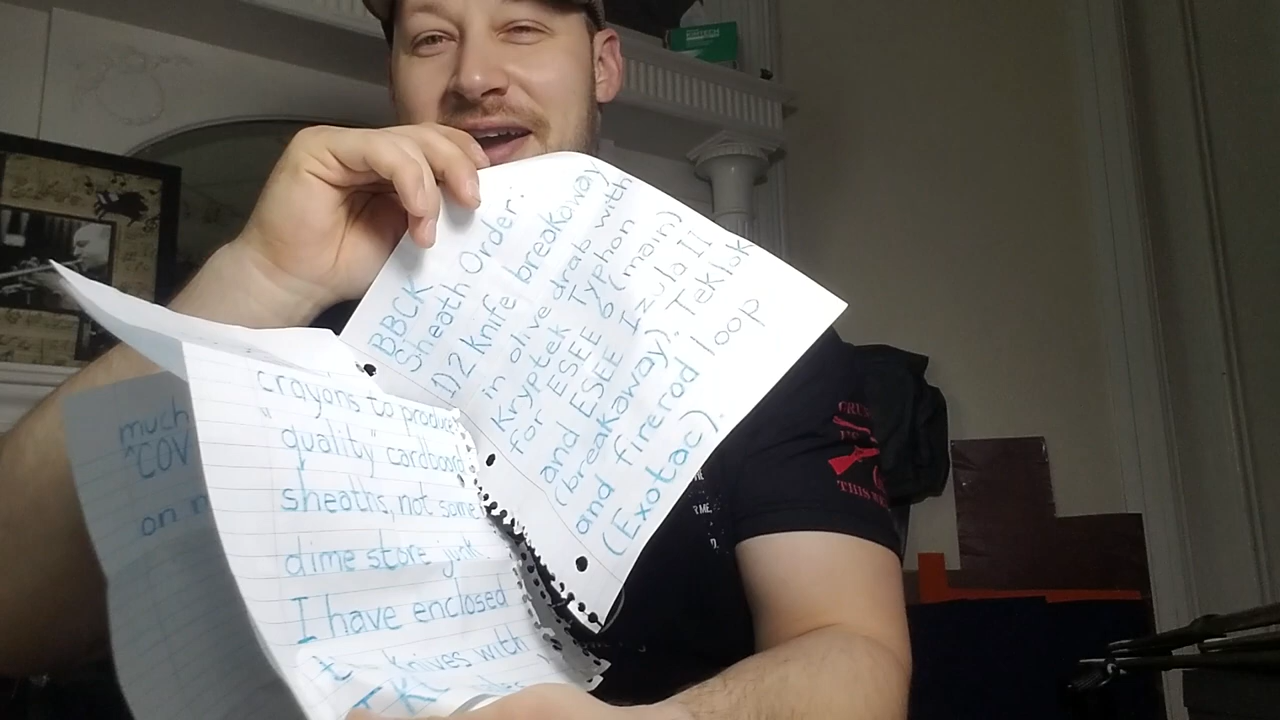 BBCK
Sheath Order:
1) 2 Knife breakaway
in olive drab with
Kryptek Typhon
for ESEE 6 (main)
and ESEE Izula II
(breakaway). Teklok
and firerod loop
(Exotac).
much
"COV
on
crayons to produce
"quality" cardboard
sheaths, not some
dime store junk
I have enclosed
knives with
THIS